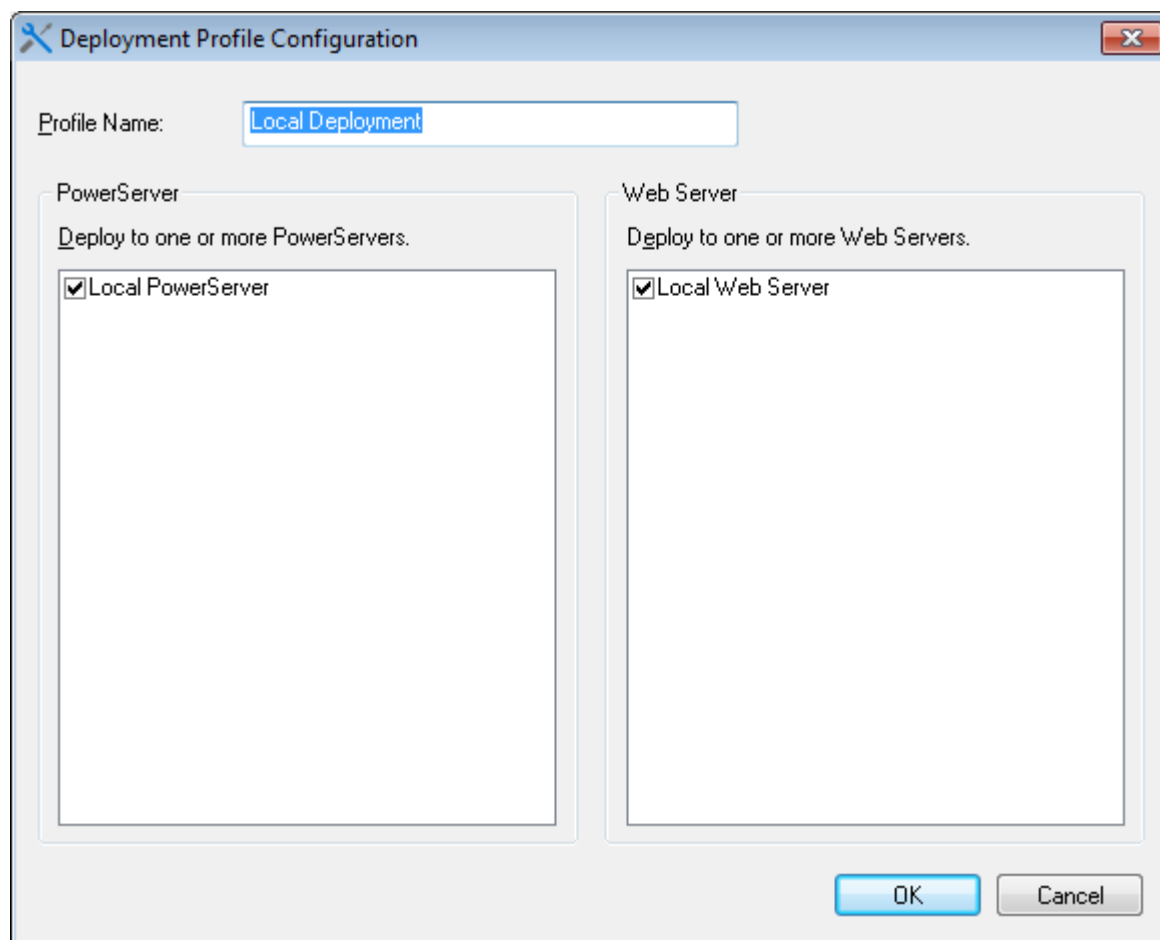 Deployment Profile Configuration
Profile Name: Local Deployment
PowerServer
Deploy to one or more PowerServers.
Local PowerServer
Web Server
Deploy to one or more Web Servers.
Local Web Server
OK Cancel